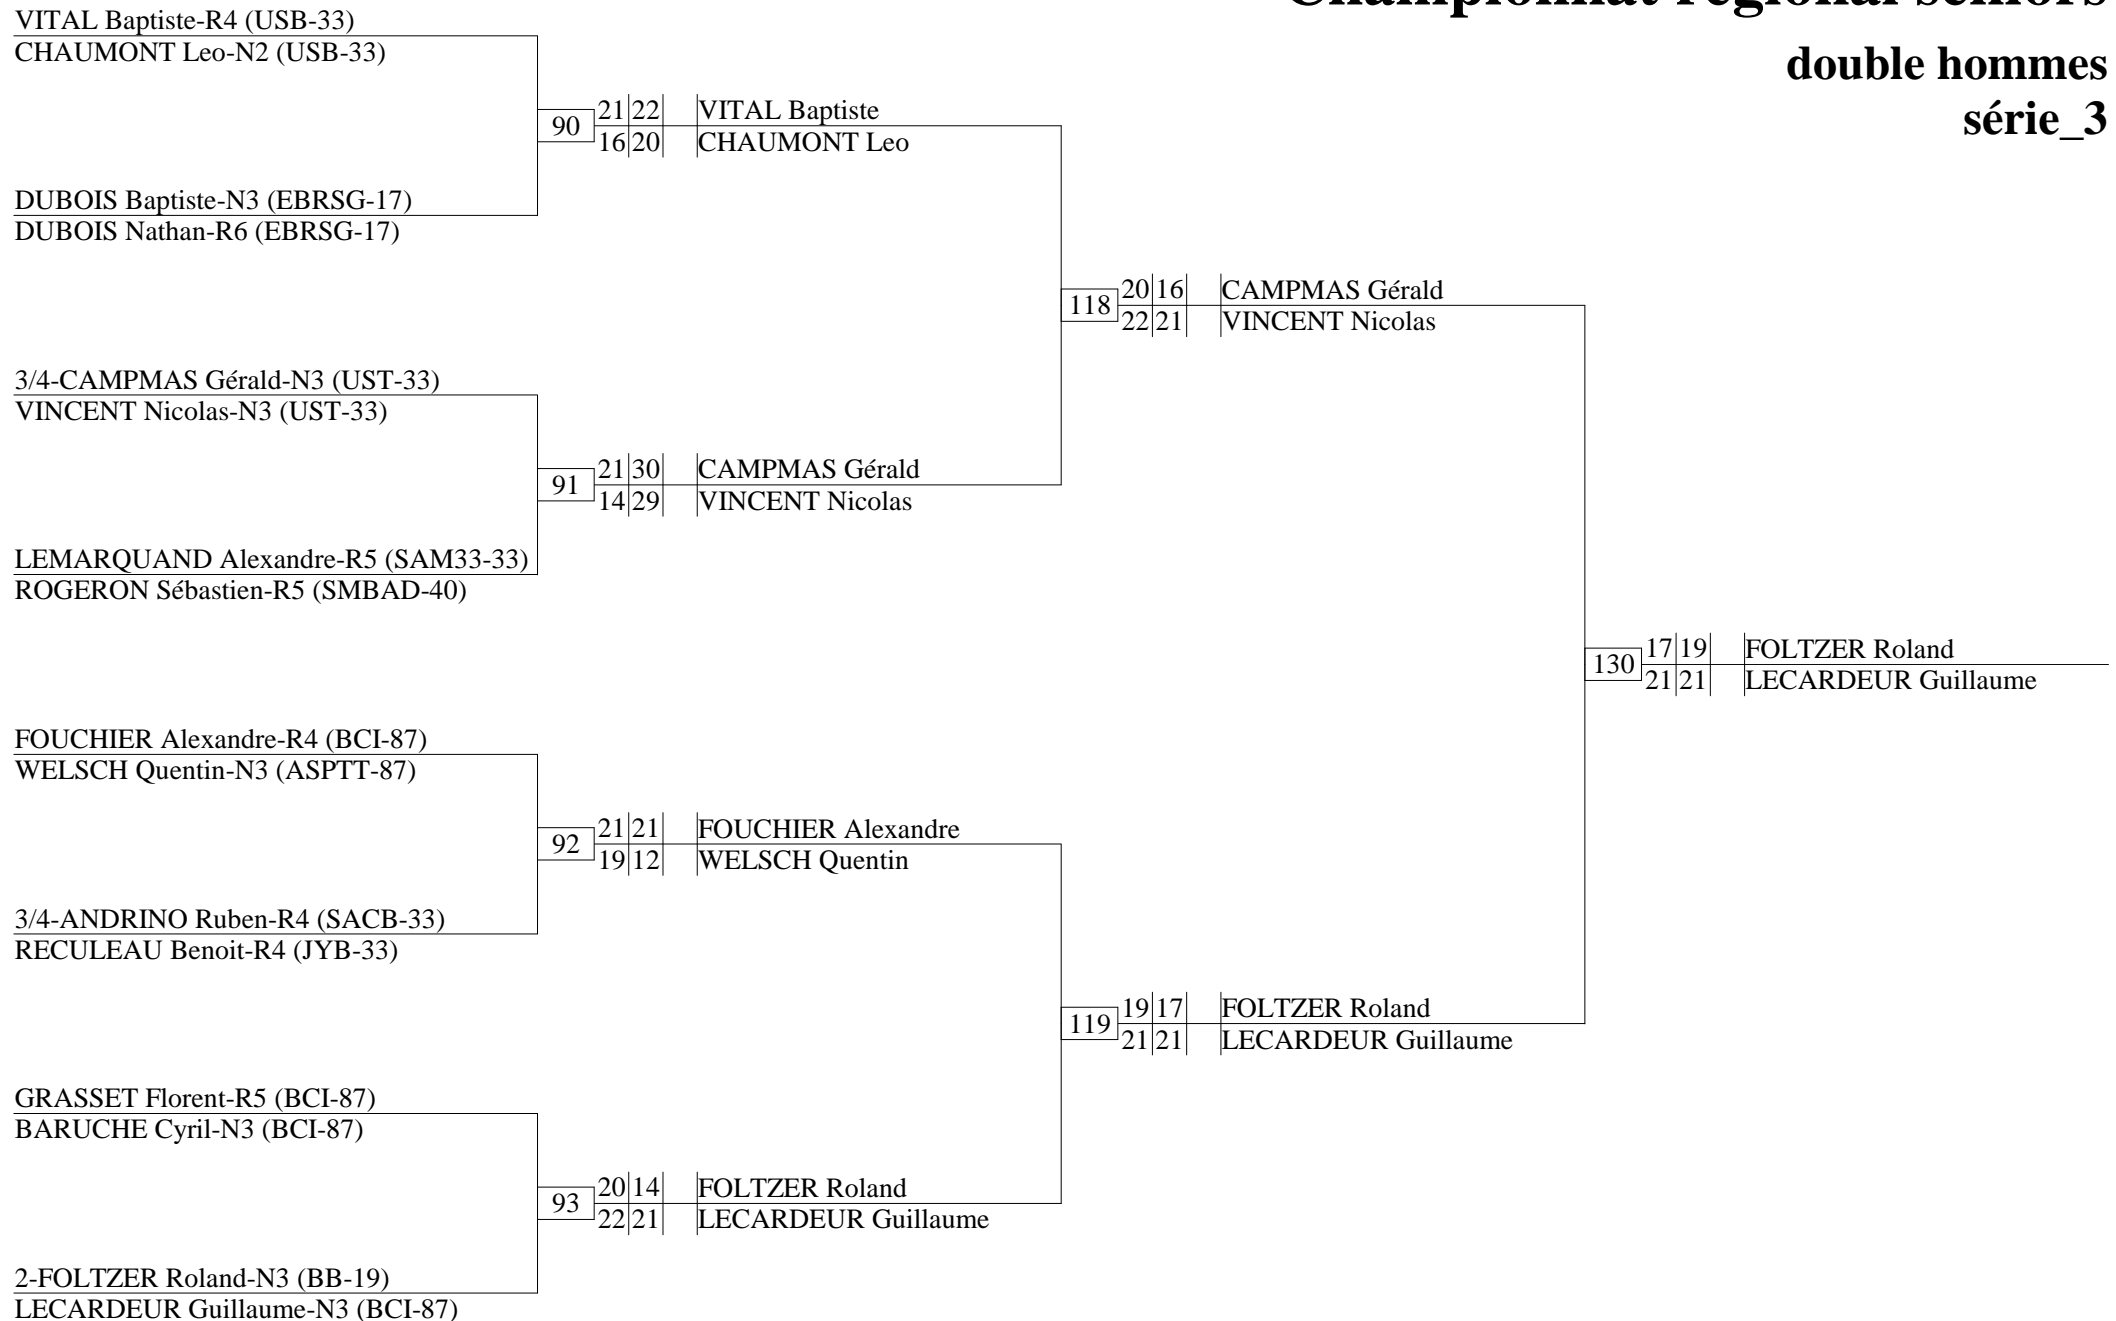 Championnat régional séniors
double hommes
série_3
VITAL Baptiste-R4 (USB-33)
CHAUMONT Leo-N2 (USB-33)
90
21 22 VITAL Baptiste
16 20 CHAUMONT Leo
DUBOIS Baptiste-N3 (EBRSG-17)
DUBOIS Nathan-R6 (EBRSG-17)
118
20 16 CAMPMAS Gérald
22 21 VINCENT Nicolas
3/4-CAMPMAS Gérald-N3 (UST-33)
VINCENT Nicolas-N3 (UST-33)
91
21 30 CAMPMAS Gérald
14 29 VINCENT Nicolas
LEMARQUAND Alexandre-R5 (SAM33-33)
ROGERON Sébastien-R5 (SMBAD-40)
130
17 19 FOLTZER Roland
21 21 LECARDEUR Guillaume
FOUCHIER Alexandre-R4 (BCI-87)
WELSCH Quentin-N3 (ASPTT-87)
92
21 21 FOUCHIER Alexandre
19 12 WELSCH Quentin
3/4-ANDRINO Ruben-R4 (SACB-33)
RECULEAU Benoit-R4 (JYB-33)
119
19 17 FOLTZER Roland
21 21 LECARDEUR Guillaume
GRASSET Florent-R5 (BCI-87)
BARUCHE Cyril-N3 (BCI-87)
93
20 14 FOLTZER Roland
22 21 LECARDEUR Guillaume
2-FOLTZER Roland-N3 (BB-19)
LECARDEUR Guillaume-N3 (BCI-87)